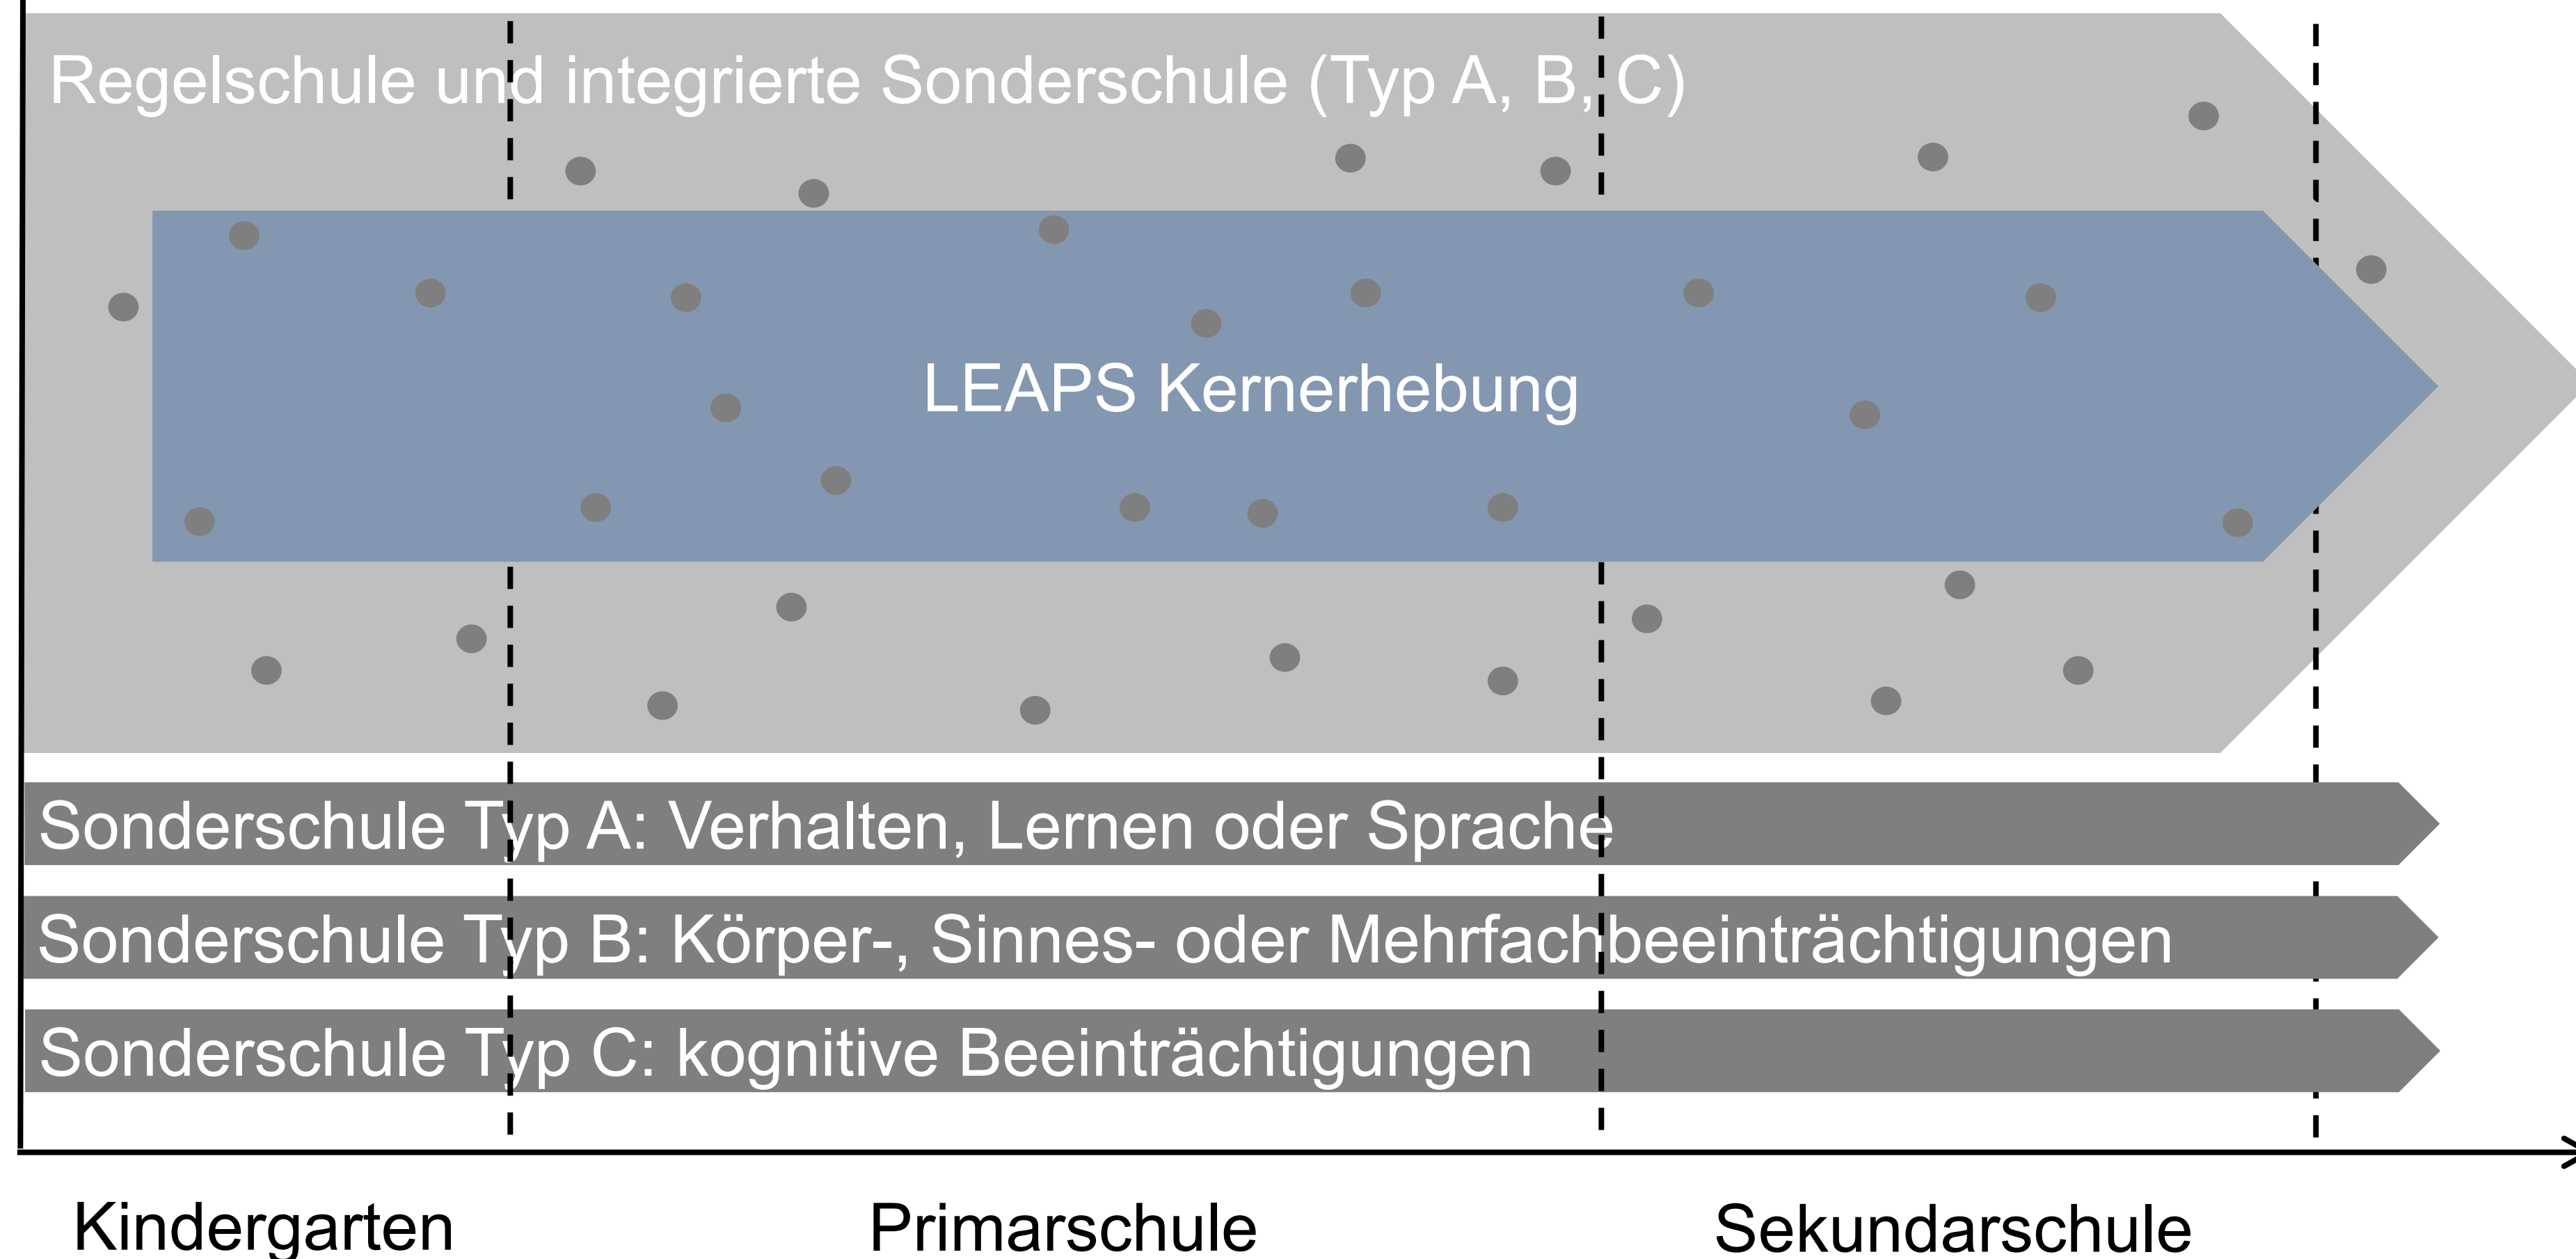 Regelschule und integrierte Sonderschule (Typ A, B, C)
LEAPS Kernerhebung
Sonderschule Typ A: Verhalten, Lernen oder Sprache
Sonderschule Typ B: Körper-, Sinnes- oder Mehrfachbeeinträchtigungen
Sonderschule Typ C: kognitive Beeinträchtigungen
Kindergarten
Primarschule
Sekundarschule